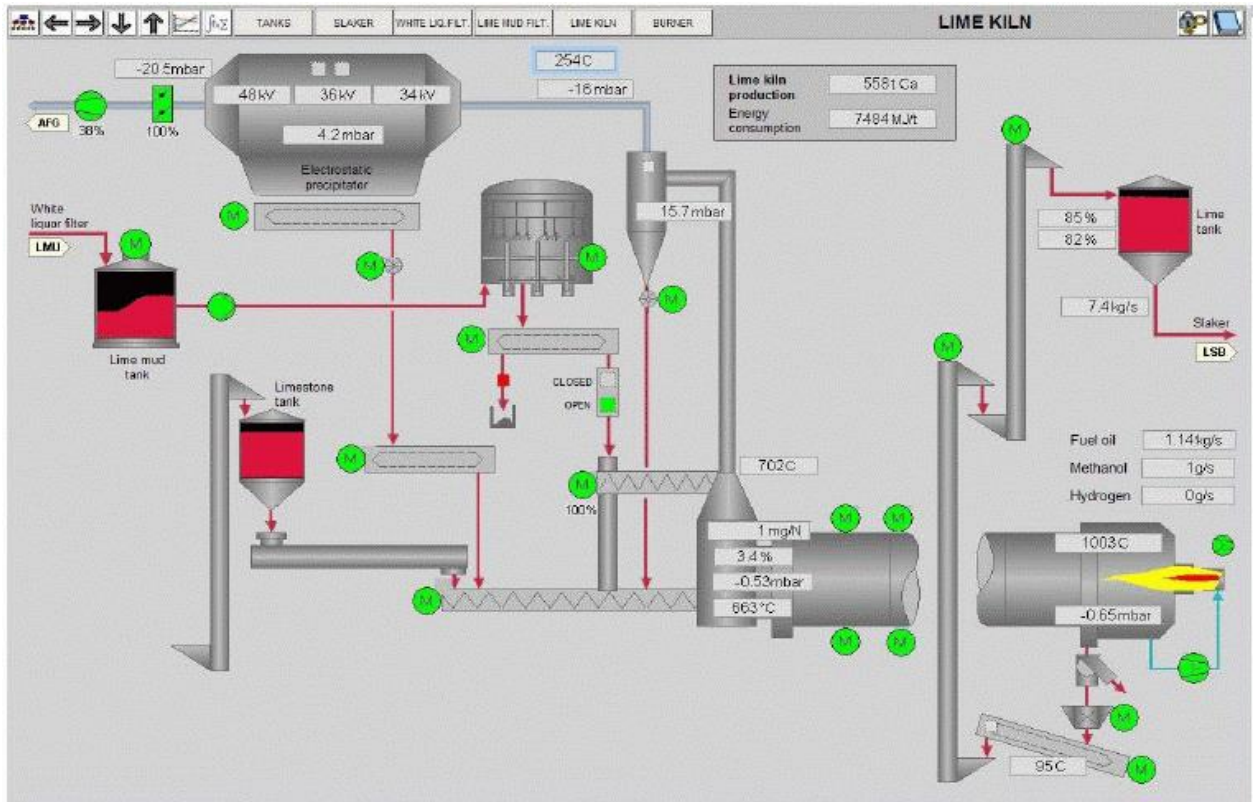 TANKS SLAKER WHITE LIQ.FILT. LIME MUD FILT. LIME KILN BURNER LIME KILN
-20.5mbar
254C
-16mbar
48kV 36kV 34kV
4.2mbar
Electrostatic
precipitator
AFG
38%
100%
Lime kiln
production
558t Ca
Energy
consumption
7484MJ/t
M
85%
82%
Lime
tank
7.4kg/s
Slaker
LSB
White
liquor filter
LMU
M
M
M
M
15.7mbar
M
Lime mud
tank
M
CLOSED
OPEN
Limestone
tank
M
M
100%
702C
1mg/N
3.4%
-0.53mbar
663°C
M
M
M
M
M
M
Fuel oil 1.14kg/s
Methanol 1g/s
Hydrogen 0g/s
1003C
-0.65mbar
M
95C
M